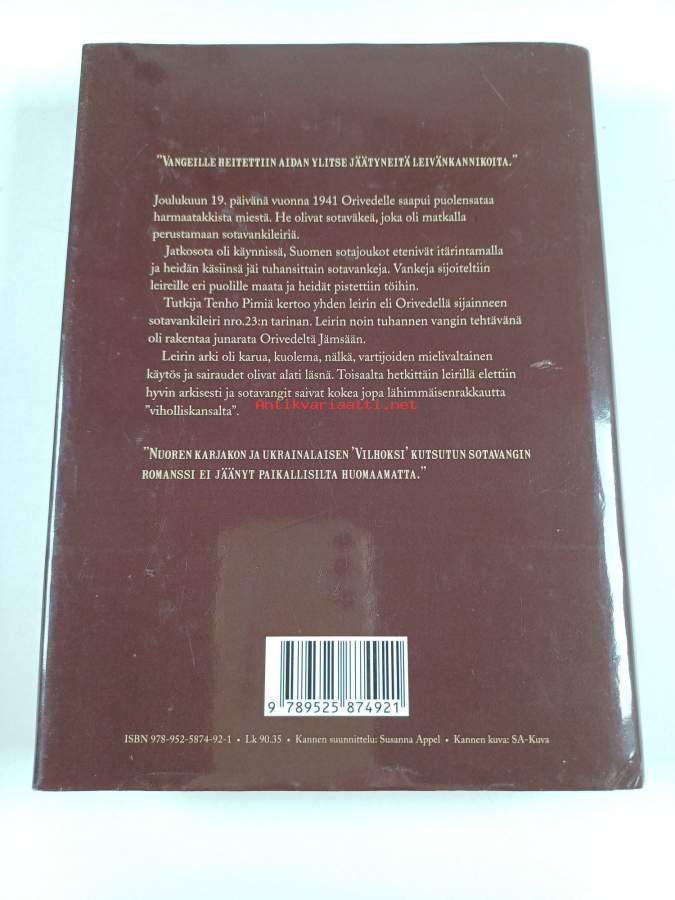 "Vangeille heitettiin aidan ylitse jäätyneitä leivänkannikoita."
Joulukuun 19. päivänä vuonna 1941 Orivedelle saapui puolensataa
harmaatakkista miestä. He olivat sotaväkeä, joka oli matkalla
perustamaan sotavankileiriä.
Jatkosota oli käynnissä, Suomen sotajoukot etenivät itärintamalla
ja heidän käsiinsä jäi tuhansittain sotavankeja. Vankeja sijoiteltiin
leireille eri puolille maata ja heidät pistettiin töihin.
Tutkija Tenho Pimiä kertoo yhden leirin eli Orivedellä sijainneen
sotavankileiri nro.23:n tarinan. Leirin noin tuhannen vangin tehtävänä
oli rakentaa junarata Orivedeltä Jämsään.
Leirin arki oli karua, kuolema, nälkä, vartijoiden mielivaltainen
käytös ja sairaudet olivat alati läsnä. Toisaalta hetkittäin leirillä elettiin
hyvin arkisesti ja sotavangit saivat kokea jopa lähimmäisenrakkautta
"viholliskansalta".
Antikvariaatti.net
"Nuoren karjakon ja ukrainalaisen 'Vilhoksi' kutsutun sotavangin
romanssi ei jäänyt paikallisilta huomaamatta."
9 789525 874921
ISBN 978-952-5874-92-1 • Lk 90.35 • Kannen suunnittelu: Susanna Appel • Kannen kuva: SA-Kuva